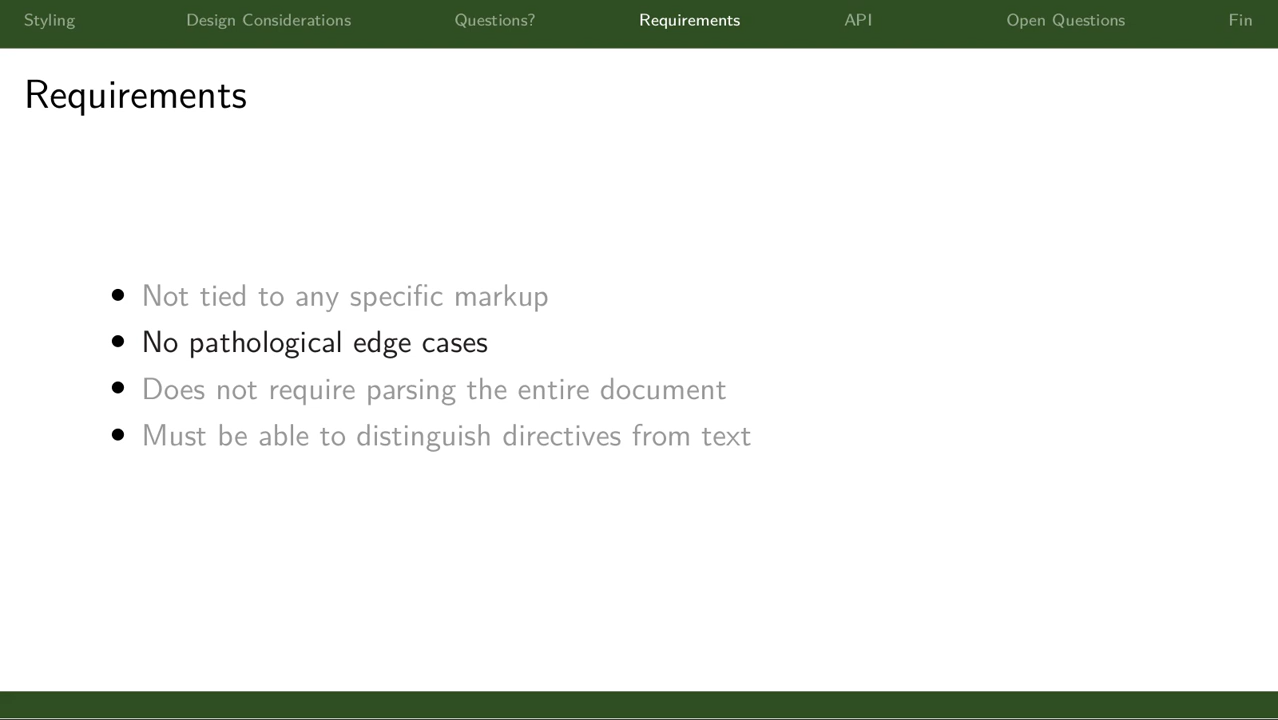 Styling Design Considerations Questions? Requirements API Open Questions Fin
Requirements
• Not tied to any specific markup
• No pathological edge cases
• Does not require parsing the entire document
• Must be able to distinguish directives from text